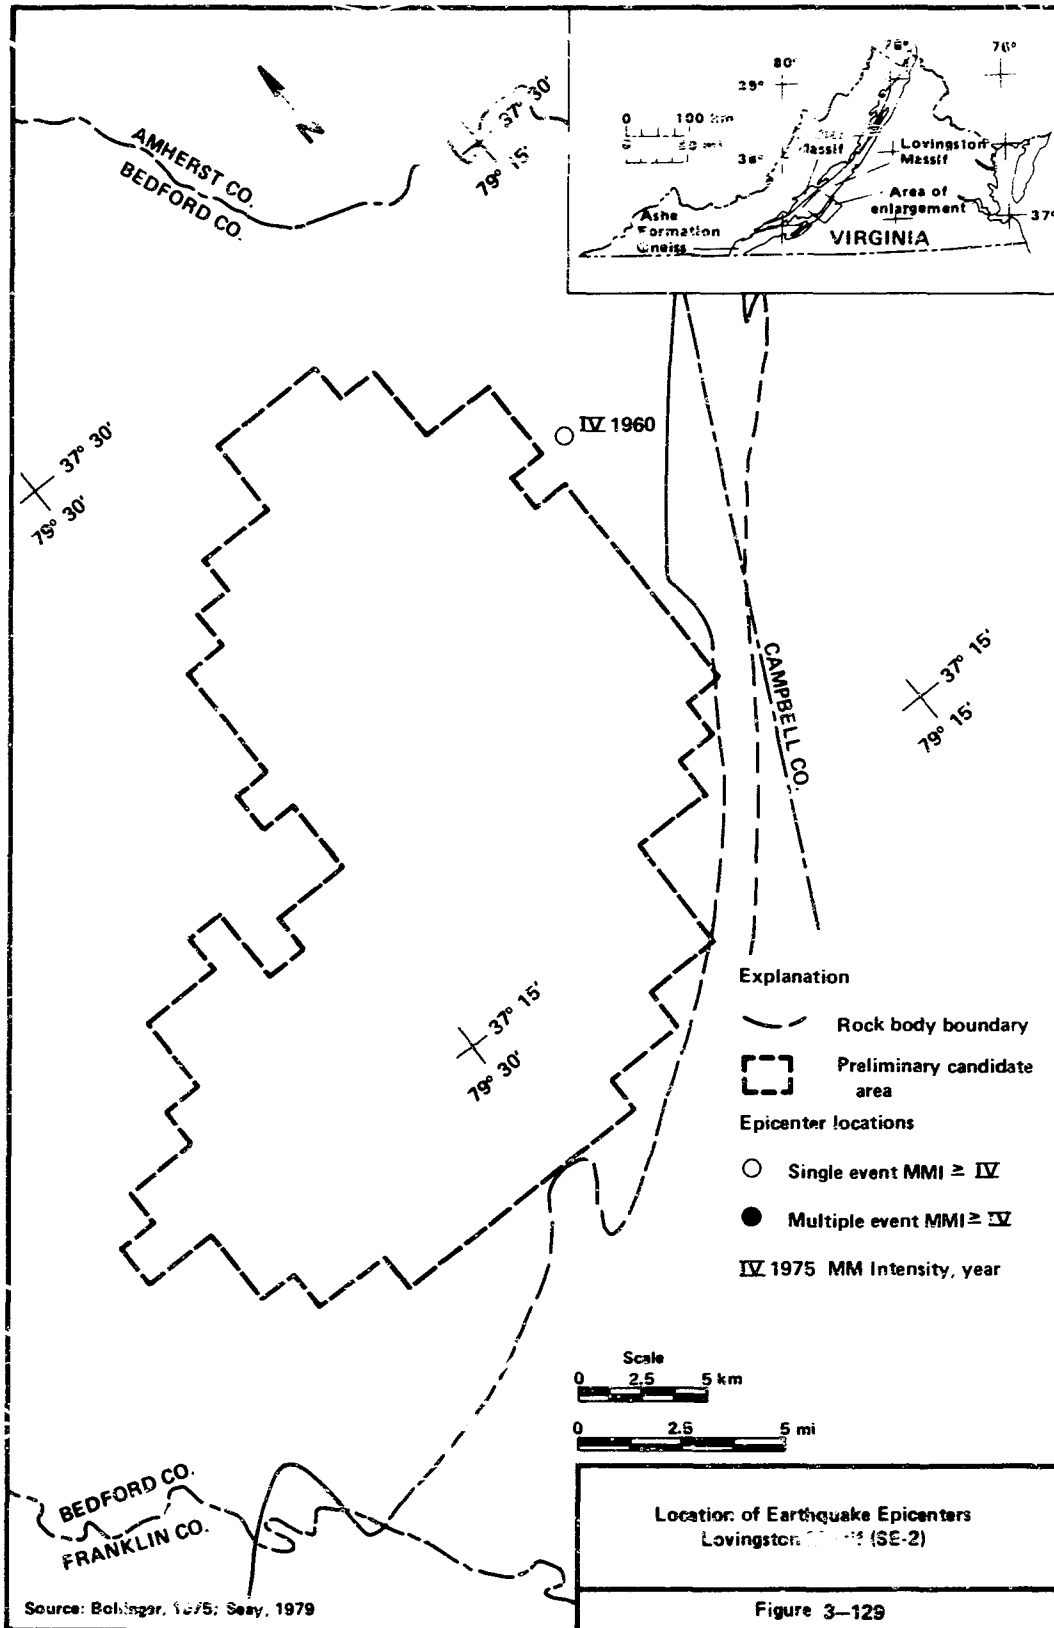 AMHERST CO.
BEDFORD CO.
N
37° 30'
79° 15'
80°
76°
0 100 km
Massif
Lovingston
Massif
Area of
enlargement
37°
Ashe
Formation
Gneiss
VIRGINIA
IV 1960
37° 30'
79° 30'
CAMPBELL CO.
37° 15'
79° 15'
37° 15'
79° 30'
Explanation
Rock body boundary
Preliminary candidate
area
Epicenter locations
Single event MMI ≥ IV
Multiple event MMI ≥ IV
IV 1975 MM Intensity, year
Scale
0 2.5 5 km
0 2.5 5 mi
BEDFORD CO.
FRANKLIN CO.
Location of Earthquake Epicenters
Lovingston (SE-2)
Source: Bollinger, 1975; Seay, 1979
Figure 3–129